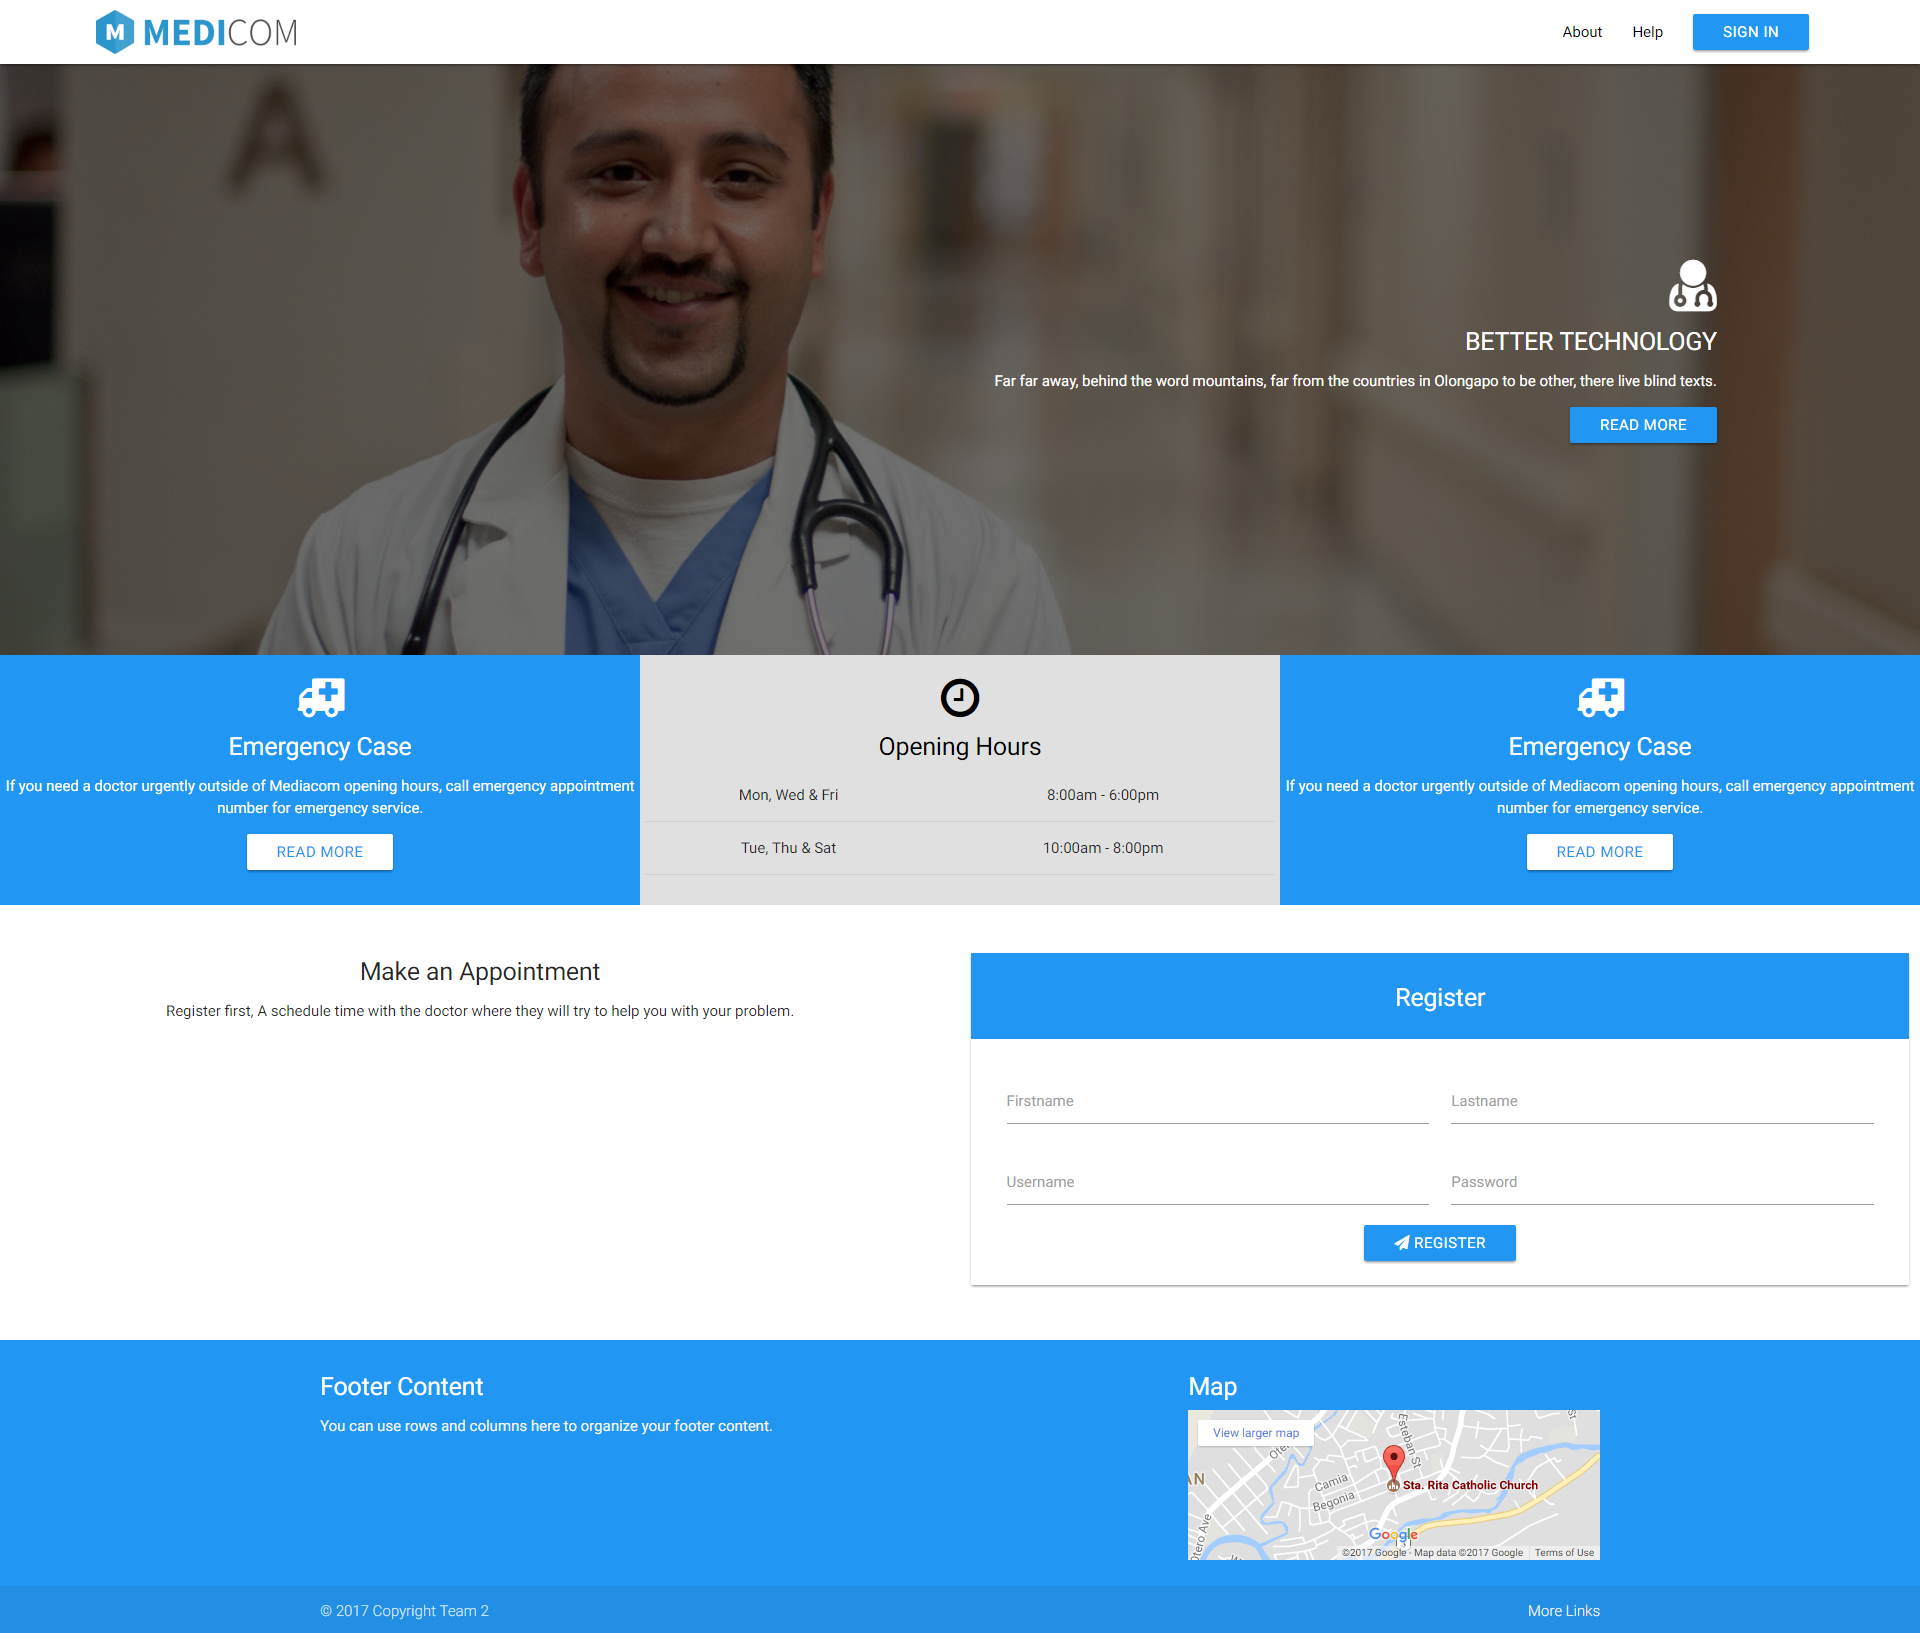 M MEDICOM
About
Help
SIGN IN
A
BETTER TECHNOLOGY
Far far away, behind the word mountains, far from the countries in Olongapo to be other, there live blind texts.
READ MORE
Emergency Case
If you need a doctor urgently outside of Mediacom opening hours, call emergency appointment
number for emergency service.
READ MORE
Opening Hours
Mon, Wed & Fri 8:00am - 6:00pm
Tue, Thu & Sat 10:00am - 8:00pm
Emergency Case
If you need a doctor urgently outside of Mediacom opening hours, call emergency appointment
number for emergency service.
READ MORE
Make an Appointment
Register first, A schedule time with the doctor where they will try to help you with your problem.
Register
Firstname
Lastname
Username
Password
REGISTER
Footer Content
You can use rows and columns here to organize your footer content.
Map
View larger map
Esteban St
St
AN
Camia
Begonia
Sta. Rita Catholic Church
Otero Ave
Google
©2017 Google - Map data ©2017 Google
Terms of Use
© 2017 Copyright Team 2
More Links